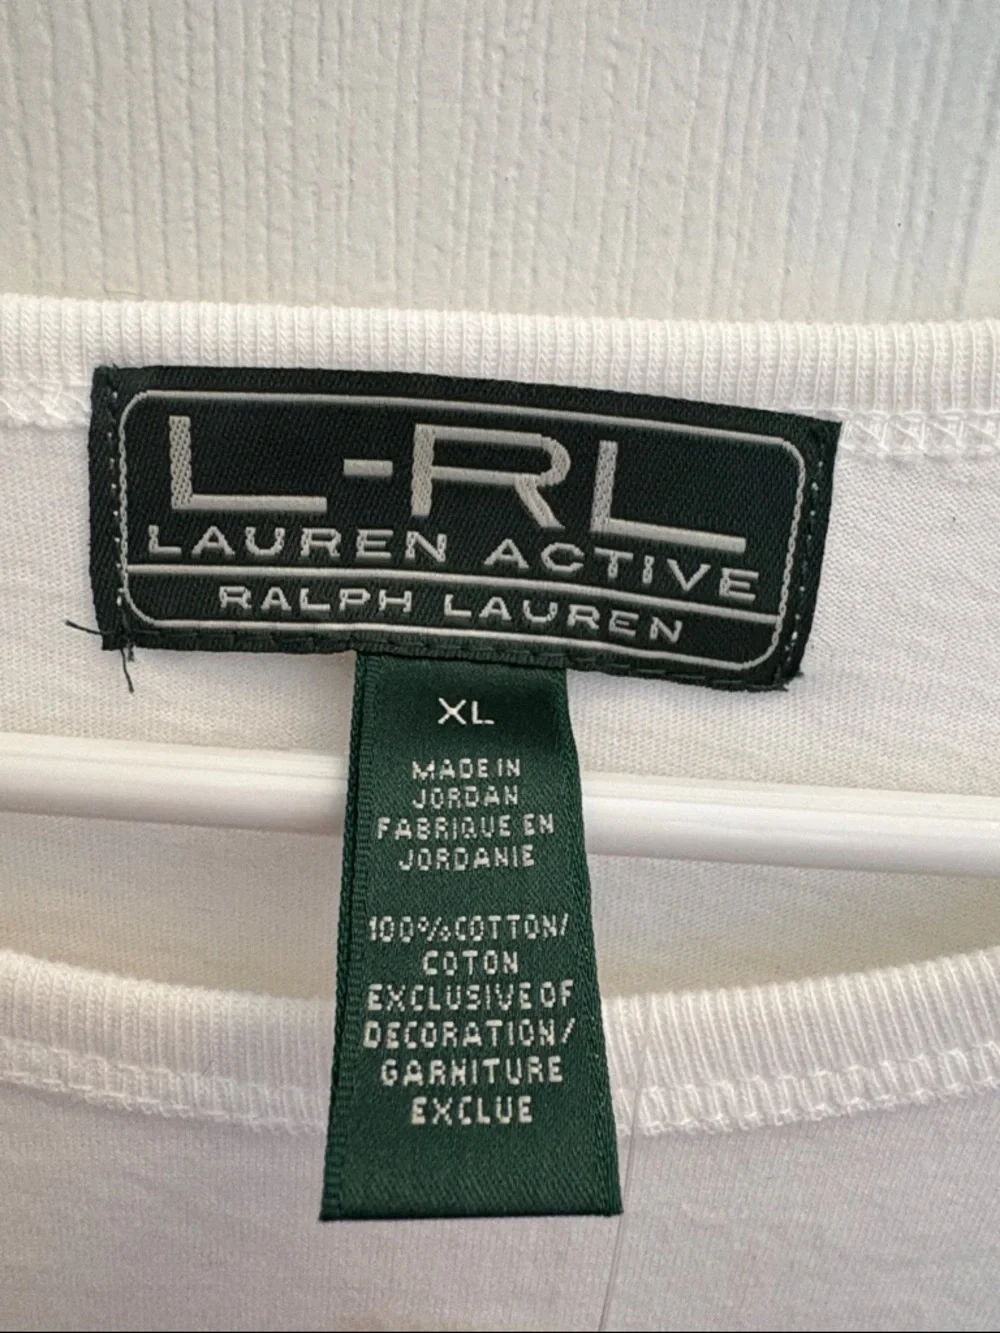 L-RL
LAUREN ACTIVE
RALPH LAUREN
XL
MADE IN
JORDAN
FABRIQUE EN
JORDANIE
100% COTTON/
COTON
EXCLUSIVE OF
DECORATION/
GARNITURE
EXCLUE